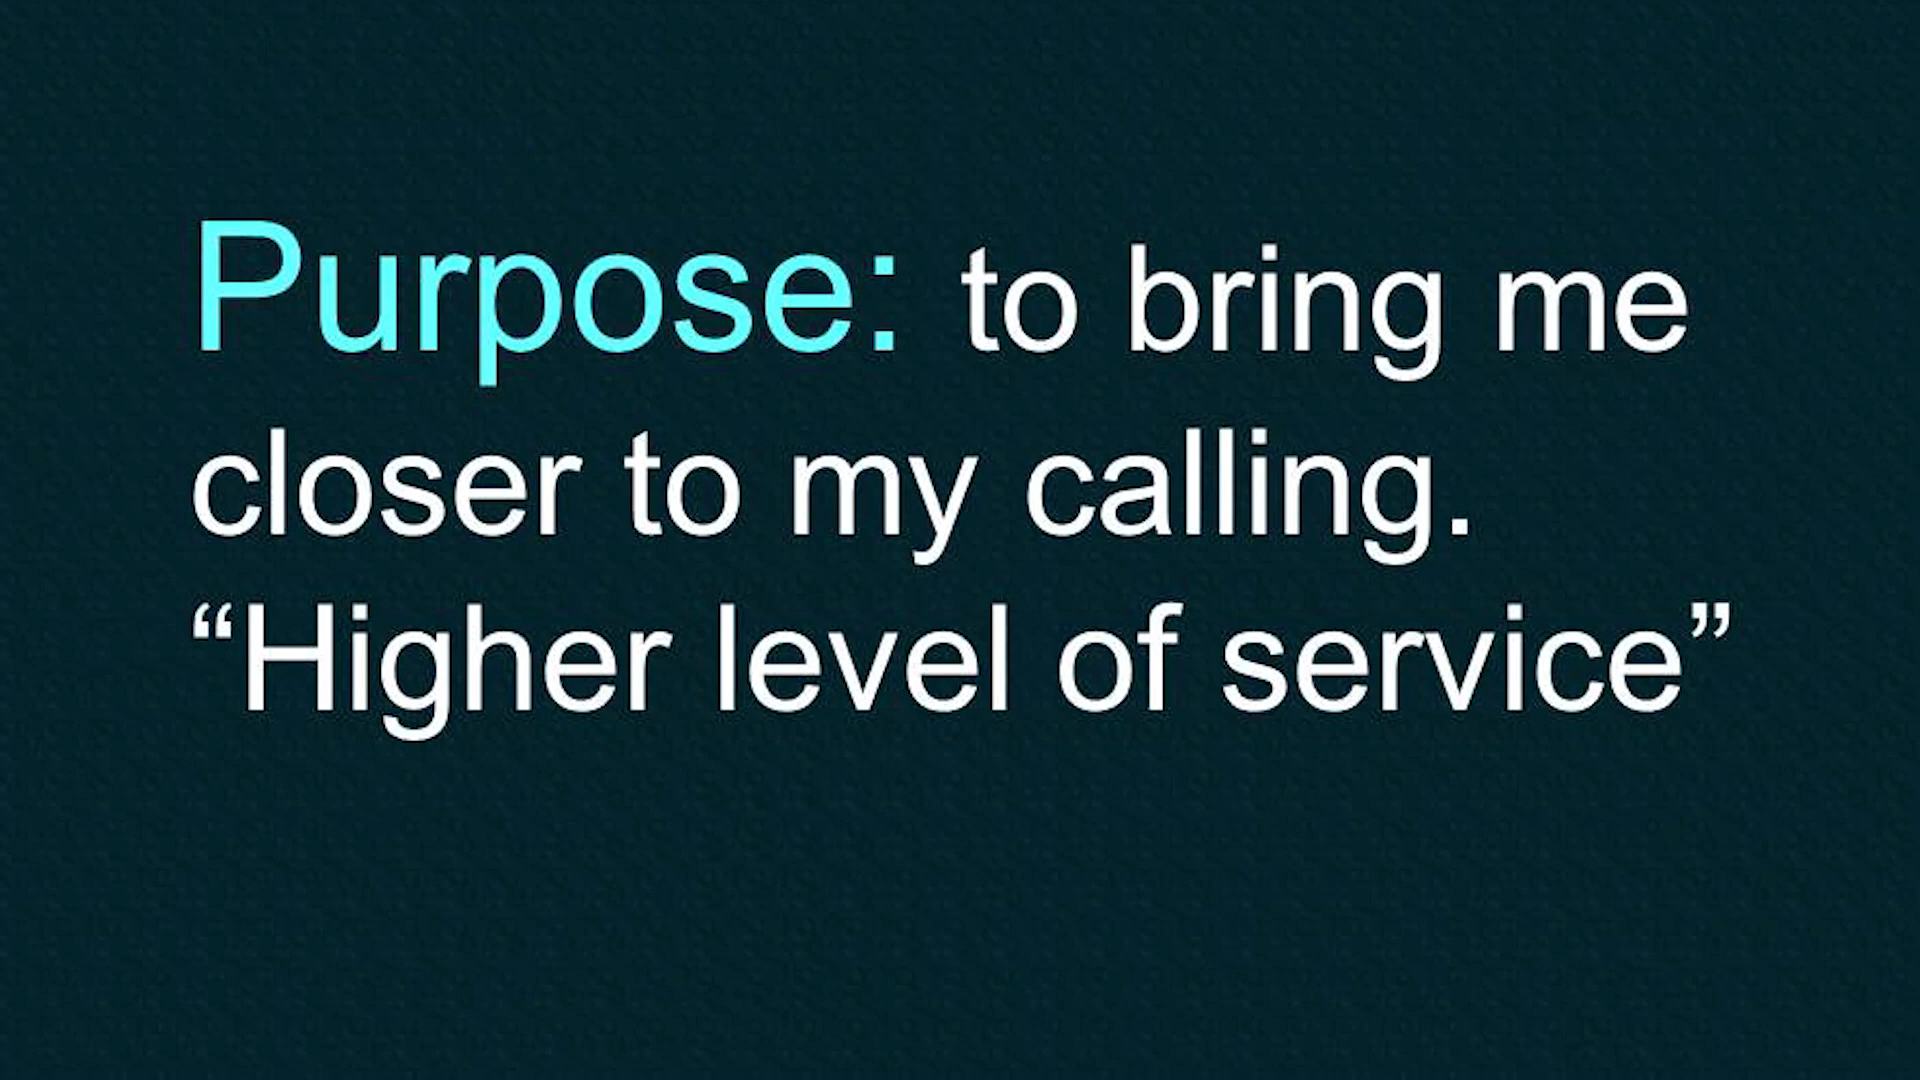 Purpose: to bring me
closer to my calling.
“Higher level of service”